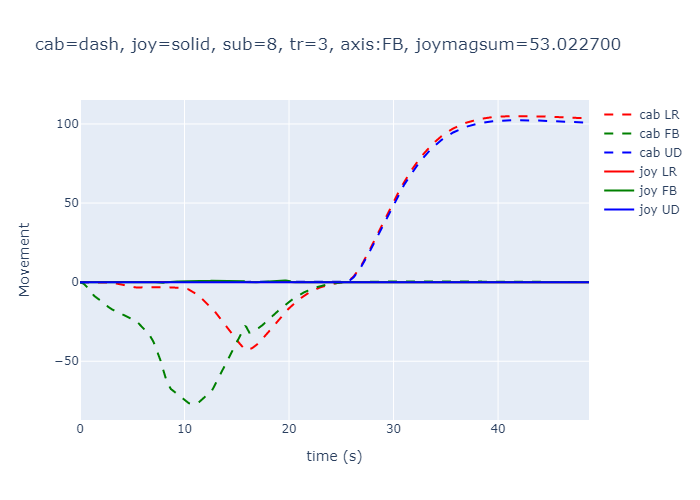 cab=dash, joy=solid, sub=8, tr=3, axis:FB, joymagsum=53.022700
Movement
100
50
0
−50
0
10
20
30
40
time (s)
cab LR
cab FB
cab UD
joy LR
joy FB
joy UD